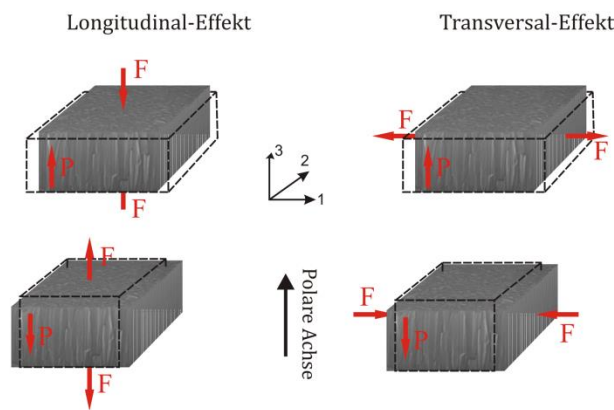 Longitudinal-Effekt
Transversal-Effekt
F
P
F
3
2
1
F
F
P
F
P
F
Polare Achse
F
F
P